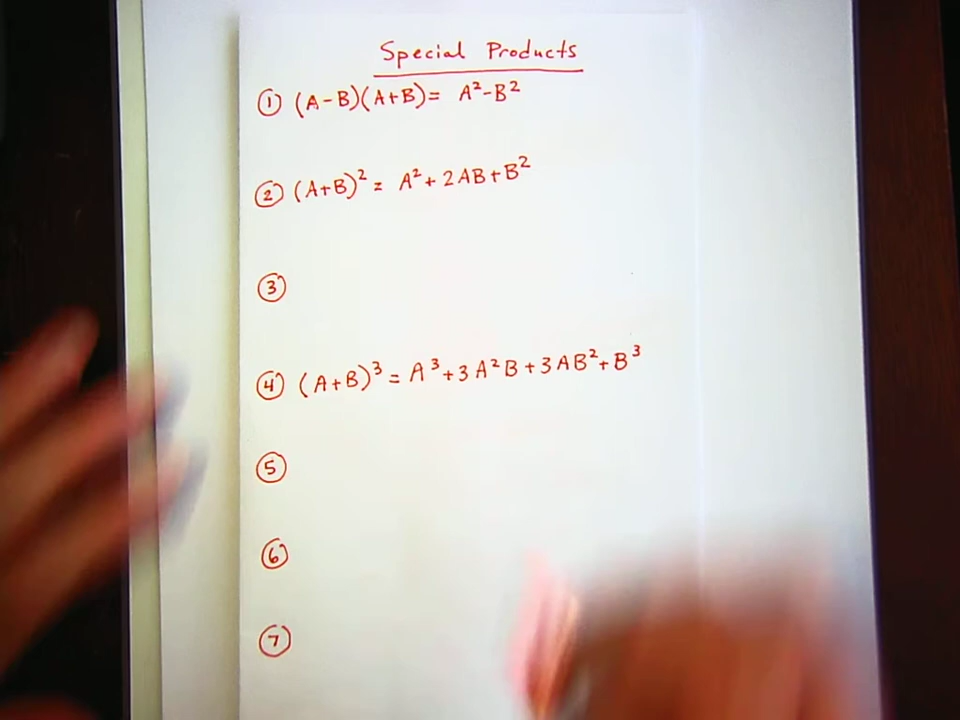 Special Products
① (A-B)(A+B)= A²-B²
② (A+B)² = A²+2AB+B²
③
④ (A+B)³ = A³+3A²B+3AB²+B³
⑤
⑥
⑦